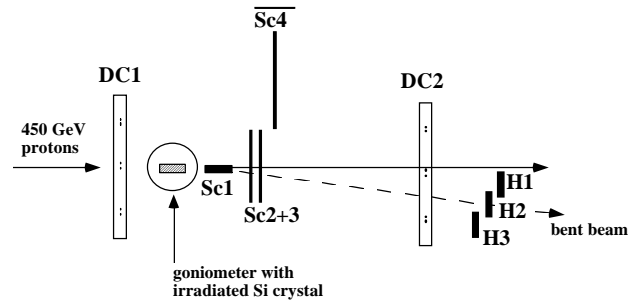 Sc4
DC1
DC2
450 GeV
protons
Sc1
Sc2+3
H1
H2
H3
bent beam
goniometer with
irradiated Si crystal